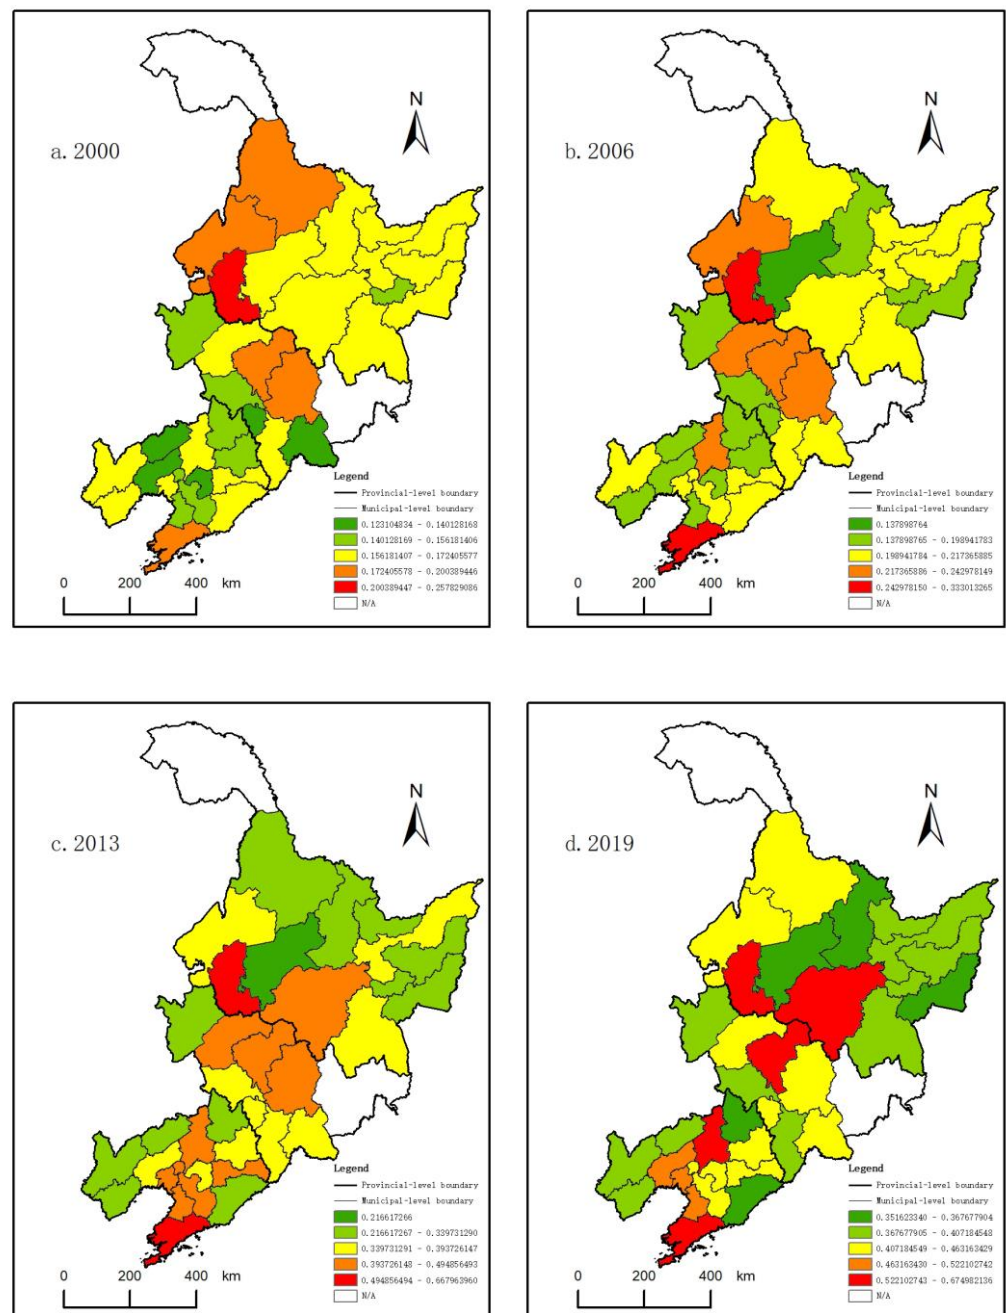 N
a. 2000
Legend
Provincial-level boundary
Municipal-level boundary
0.123104834 - 0.140128168
0.140128169 - 0.156181406
0.156181407 - 0.172405577
0.172405578 - 0.200389446
0.200389447 - 0.257829086
N/A
0 200 400 km
N
b. 2006
Legend
Provincial-level boundary
Municipal-level boundary
0.137898764
0.137898765 - 0.198941783
0.198941784 - 0.217365885
0.217365886 - 0.242978149
0.242978150 - 0.333013265
N/A
0 200 400 km
N
c. 2013
Legend
Provincial-level boundary
Municipal-level boundary
0.216617266
0.216617267 - 0.339731290
0.339731291 - 0.393726147
0.393726148 - 0.494856493
0.494856494 - 0.667963960
N/A
0 200 400 km
N
d. 2019
Legend
Provincial-level boundary
Municipal-level boundary
0.351623340 - 0.367677904
0.367677905 - 0.407184548
0.407184549 - 0.463163429
0.463163430 - 0.522102742
0.522102743 - 0.674982136
N/A
0 200 400 km